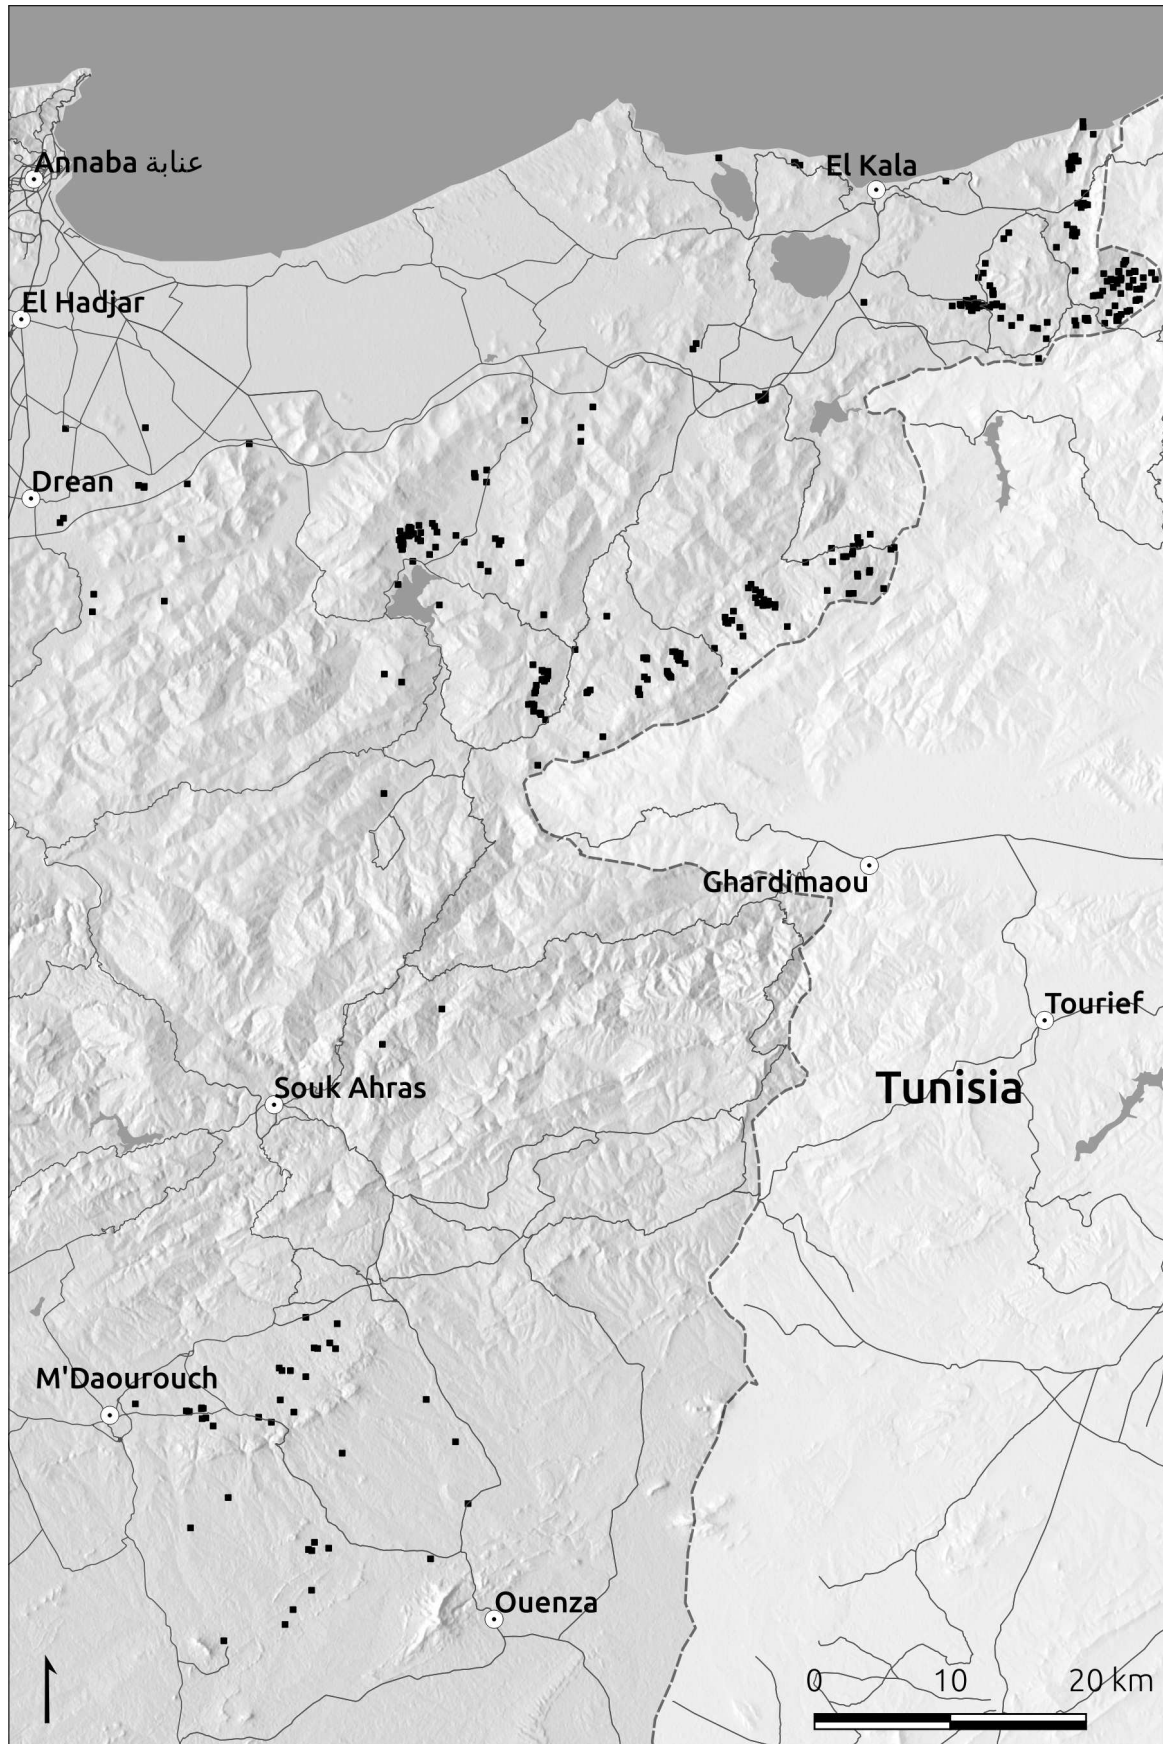 Annaba عنابة
El Kala
El Hadjar
Drean
Ghardimaou
Tourief
Souk Ahras
Tunisia
M'Daourouch
Ouenza
0 10 20 km